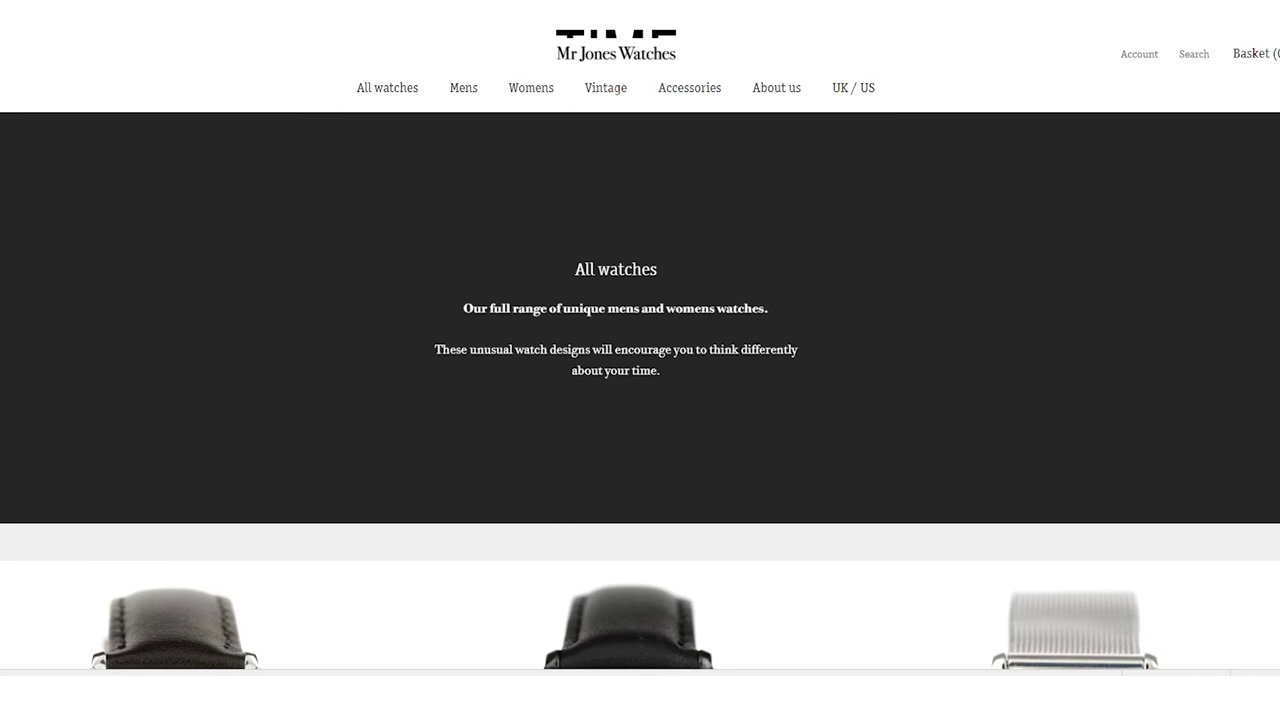 Mr Jones Watches
Account Search Basket (
All watches Mens Womens Vintage Accessories About us UK / US
All watches
Our full range of unique mens and womens watches.
These unusual watch designs will encourage you to think differently
about your time.